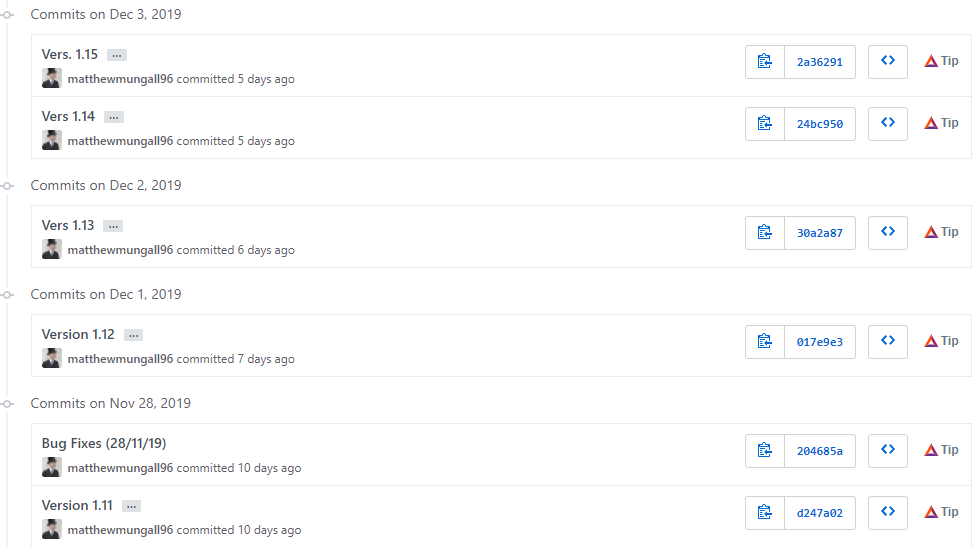 Commits on Dec 3, 2019
Vers. 1.15 ...
2a36291 <> Tip
matthewmungall96 committed 5 days ago
Vers 1.14 ...
24bc950 <> Tip
matthewmungall96 committed 5 days ago
Commits on Dec 2, 2019
Vers 1.13 ...
30a2a87 <> Tip
matthewmungall96 committed 6 days ago
Commits on Dec 1, 2019
Version 1.12 ...
017e9e3 <> Tip
matthewmungall96 committed 7 days ago
Commits on Nov 28, 2019
Bug Fixes (28/11/19)
204685a <> Tip
matthewmungall96 committed 10 days ago
Version 1.11 ...
d247a02 <> Tip
matthewmungall96 committed 10 days ago